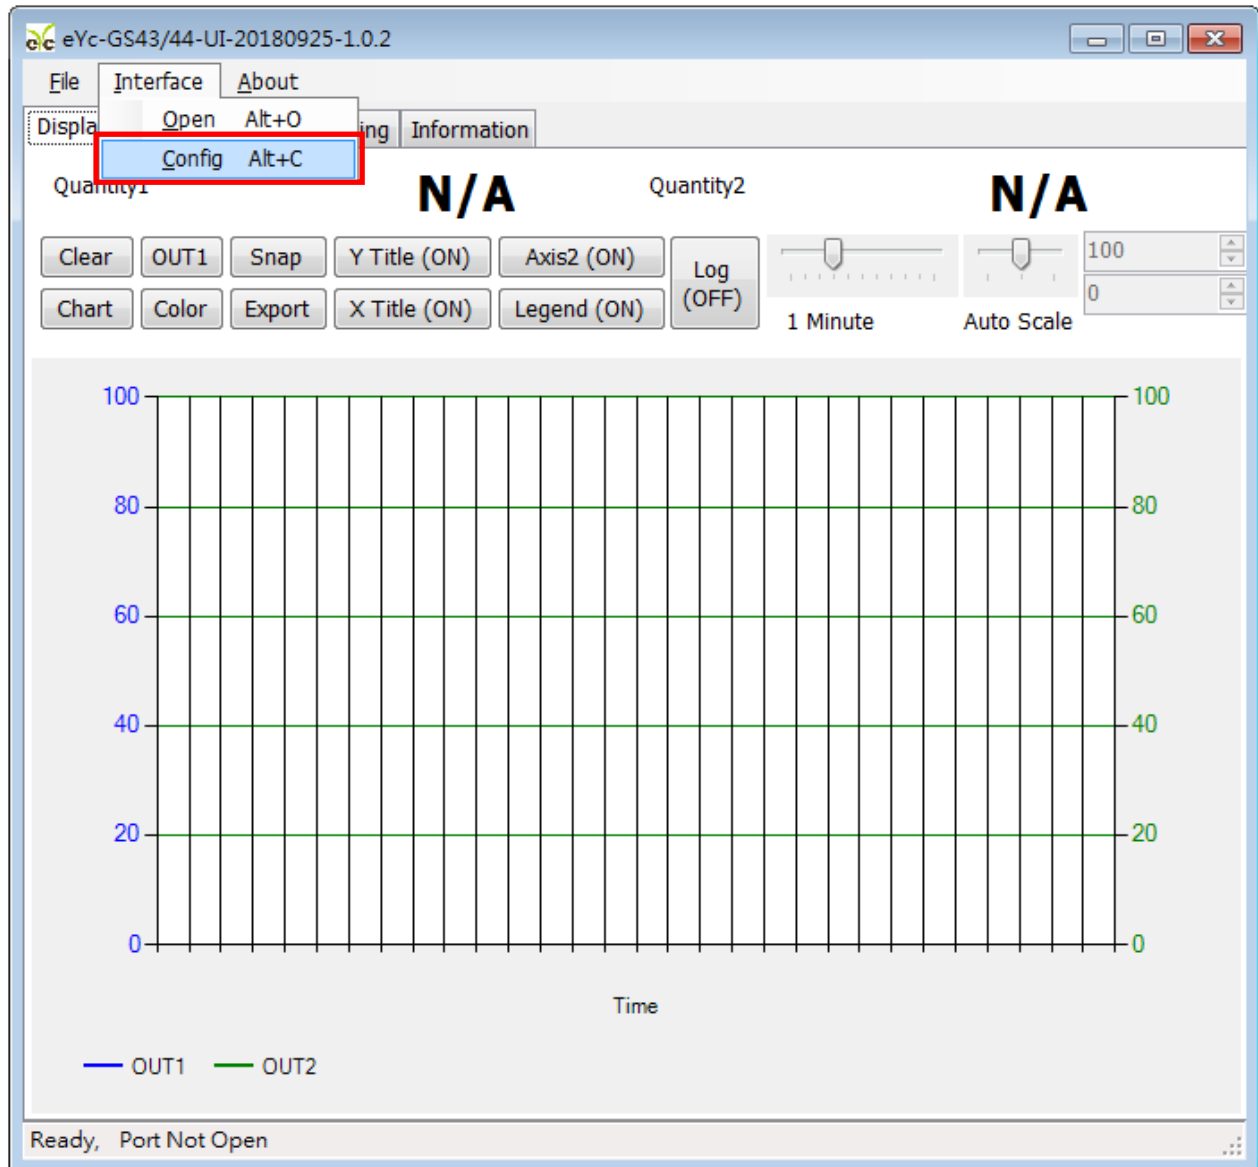 eYc-GS43/44-UI-20180925-1.0.2
File Interface About
Open Alt+O
Information
Config Alt+C
N/A
Quantity2
N/A
Clear OUT1 Snap Y Title (ON) Axis2 (ON) Log (OFF) 100
Chart Color Export X Title (ON) Legend (ON) 0
1 Minute Auto Scale
100 100
80 80
60 60
40 40
20 20
0 0
Time
OUT1 OUT2
Ready, Port Not Open